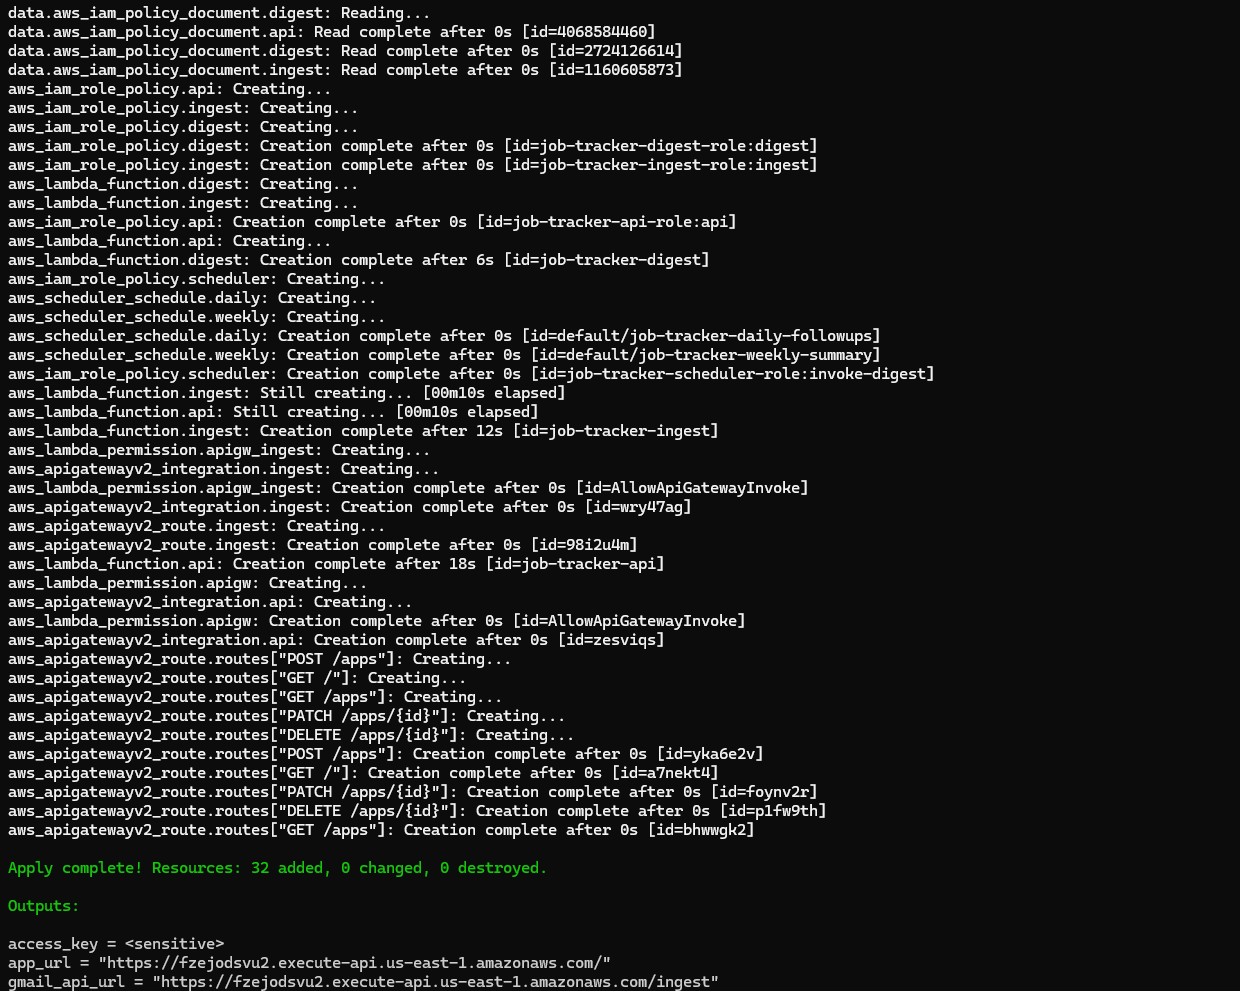 data.aws_iam_policy_document.digest: Reading...
data.aws_iam_policy_document.api: Read complete after 0s [id=4068584460]
data.aws_iam_policy_document.digest: Read complete after 0s [id=2724126614]
data.aws_iam_policy_document.ingest: Read complete after 0s [id=1160605873]
aws_iam_role_policy.api: Creating...
aws_iam_role_policy.ingest: Creating...
aws_iam_role_policy.digest: Creating...
aws_iam_role_policy.digest: Creation complete after 0s [id=job-tracker-digest-role:digest]
aws_iam_role_policy.ingest: Creation complete after 0s [id=job-tracker-ingest-role:ingest]
aws_lambda_function.digest: Creating...
aws_lambda_function.ingest: Creating...
aws_iam_role_policy.api: Creation complete after 0s [id=job-tracker-api-role:api]
aws_lambda_function.api: Creating...
aws_lambda_function.digest: Creation complete after 6s [id=job-tracker-digest]
aws_iam_role_policy.scheduler: Creating...
aws_scheduler_schedule.daily: Creating...
aws_scheduler_schedule.weekly: Creating...
aws_scheduler_schedule.daily: Creation complete after 0s [id=default/job-tracker-daily-followups]
aws_scheduler_schedule.weekly: Creation complete after 0s [id=default/job-tracker-weekly-summary]
aws_iam_role_policy.scheduler: Creation complete after 0s [id=job-tracker-scheduler-role:invoke-digest]
aws_lambda_function.ingest: Still creating... [00m10s elapsed]
aws_lambda_function.api: Still creating... [00m10s elapsed]
aws_lambda_function.ingest: Creation complete after 12s [id=job-tracker-ingest]
aws_lambda_permission.apigw_ingest: Creating...
aws_apigatewayv2_integration.ingest: Creating...
aws_lambda_permission.apigw_ingest: Creation complete after 0s [id=AllowApiGatewayInvoke]
aws_apigatewayv2_integration.ingest: Creation complete after 0s [id=wry47ag]
aws_apigatewayv2_route.ingest: Creating...
aws_apigatewayv2_route.ingest: Creation complete after 0s [id=98i2u4m]
aws_lambda_function.api: Creation complete after 18s [id=job-tracker-api]
aws_lambda_permission.apigw: Creating...
aws_apigatewayv2_integration.api: Creating...
aws_lambda_permission.apigw: Creation complete after 0s [id=AllowApiGatewayInvoke]
aws_apigatewayv2_integration.api: Creation complete after 0s [id=zesviqs]
aws_apigatewayv2_route.routes["POST /apps"]: Creating...
aws_apigatewayv2_route.routes["GET /"]: Creating...
aws_apigatewayv2_route.routes["GET /apps"]: Creating...
aws_apigatewayv2_route.routes["PATCH /apps/{id}"]: Creating...
aws_apigatewayv2_route.routes["DELETE /apps/{id}"]: Creating...
aws_apigatewayv2_route.routes["POST /apps"]: Creation complete after 0s [id=yka6e2v]
aws_apigatewayv2_route.routes["GET /"]: Creation complete after 0s [id=a7nekt4]
aws_apigatewayv2_route.routes["PATCH /apps/{id}"]: Creation complete after 0s [id=foynv2r]
aws_apigatewayv2_route.routes["DELETE /apps/{id}"]: Creation complete after 0s [id=p1fw9th]
aws_apigatewayv2_route.routes["GET /apps"]: Creation complete after 0s [id=bhwwgk2]
Apply complete! Resources: 32 added, 0 changed, 0 destroyed.
Outputs:
access_key = <sensitive>
app_url = "https://fzejodsvu2.execute-api.us-east-1.amazonaws.com/"
gmail_api_url = "https://fzejodsvu2.execute-api.us-east-1.amazonaws.com/ingest"